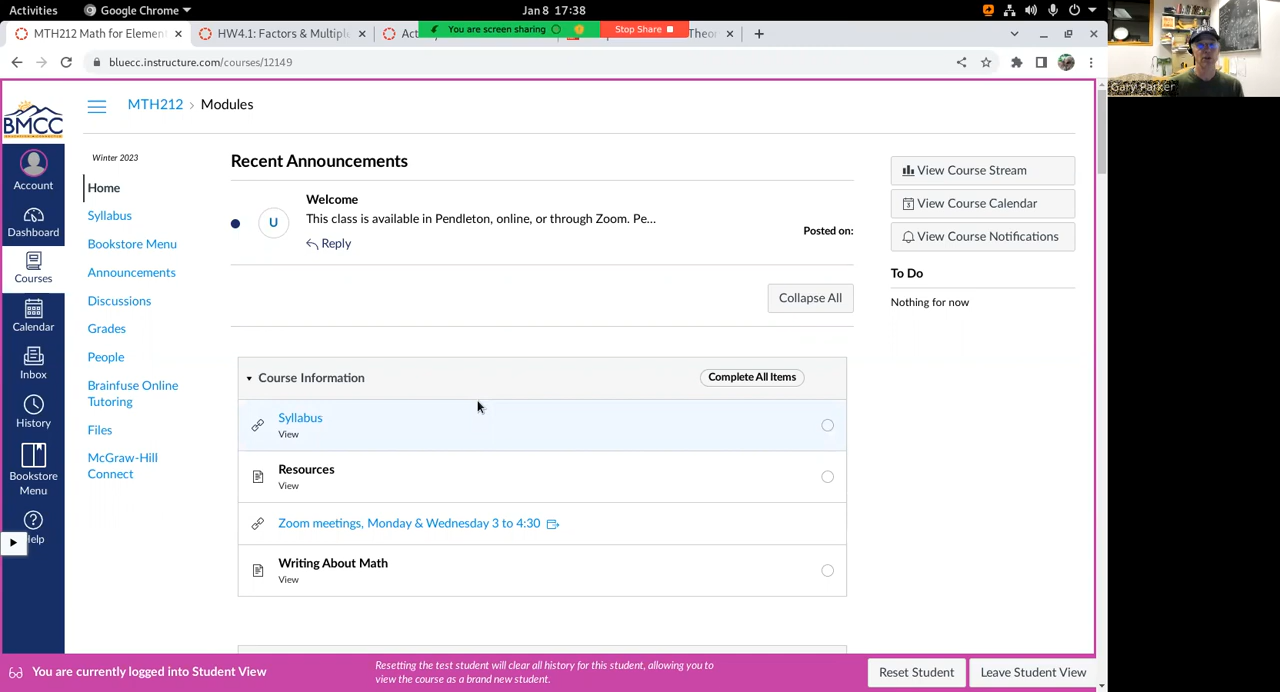 Activities
Google Chrome
Jan 8 17:38
MTH212 Math for Elemen
HW4.1: Factors & Multipl
Act
You are screen sharing
Stop Share
Theor
bluecc.instructure.com/courses/12149
Gary Parker
BMCC
MTH212 › Modules
Account
Dashboard
Courses
Calendar
Inbox
History
Bookstore
Menu
Help
Winter 2023
Home
Syllabus
Bookstore Menu
Announcements
Discussions
Grades
People
Brainfuse Online
Tutoring
Files
McGraw-Hill
Connect
Recent Announcements
U
Welcome
This class is available in Pendleton, online, or through Zoom. Pe...
Reply
Posted on:
Collapse All
Course Information
Complete All Items
Syllabus
View
Resources
View
Zoom meetings, Monday & Wednesday 3 to 4:30
Writing About Math
View
View Course Stream
View Course Calendar
View Course Notifications
To Do
Nothing for now
You are currently logged into Student View
Resetting the test student will clear all history for this student, allowing you to
view the course as a brand new student.
Reset Student
Leave Student View